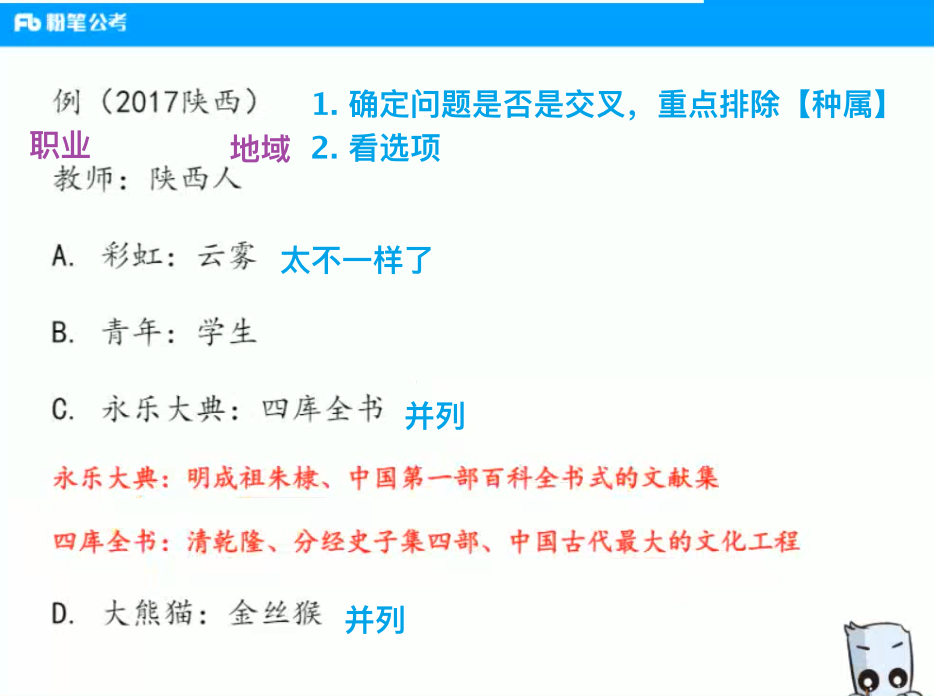 Fb 粉笔公考
例（2017陕西） 1. 确定问题是否是交叉，重点排除【种属】
职业 地域 2. 看选项
教师：陕西人
A. 彩虹：云雾 太不一样了
B. 青年：学生
C. 永乐大典：四库全书 并列
永乐大典：明成祖朱棣、中国第一部百科全书式的文献集
四库全书：清乾隆、分经史子集四部、中国古代最大的文化工程
D. 大熊猫：金丝猴 并列